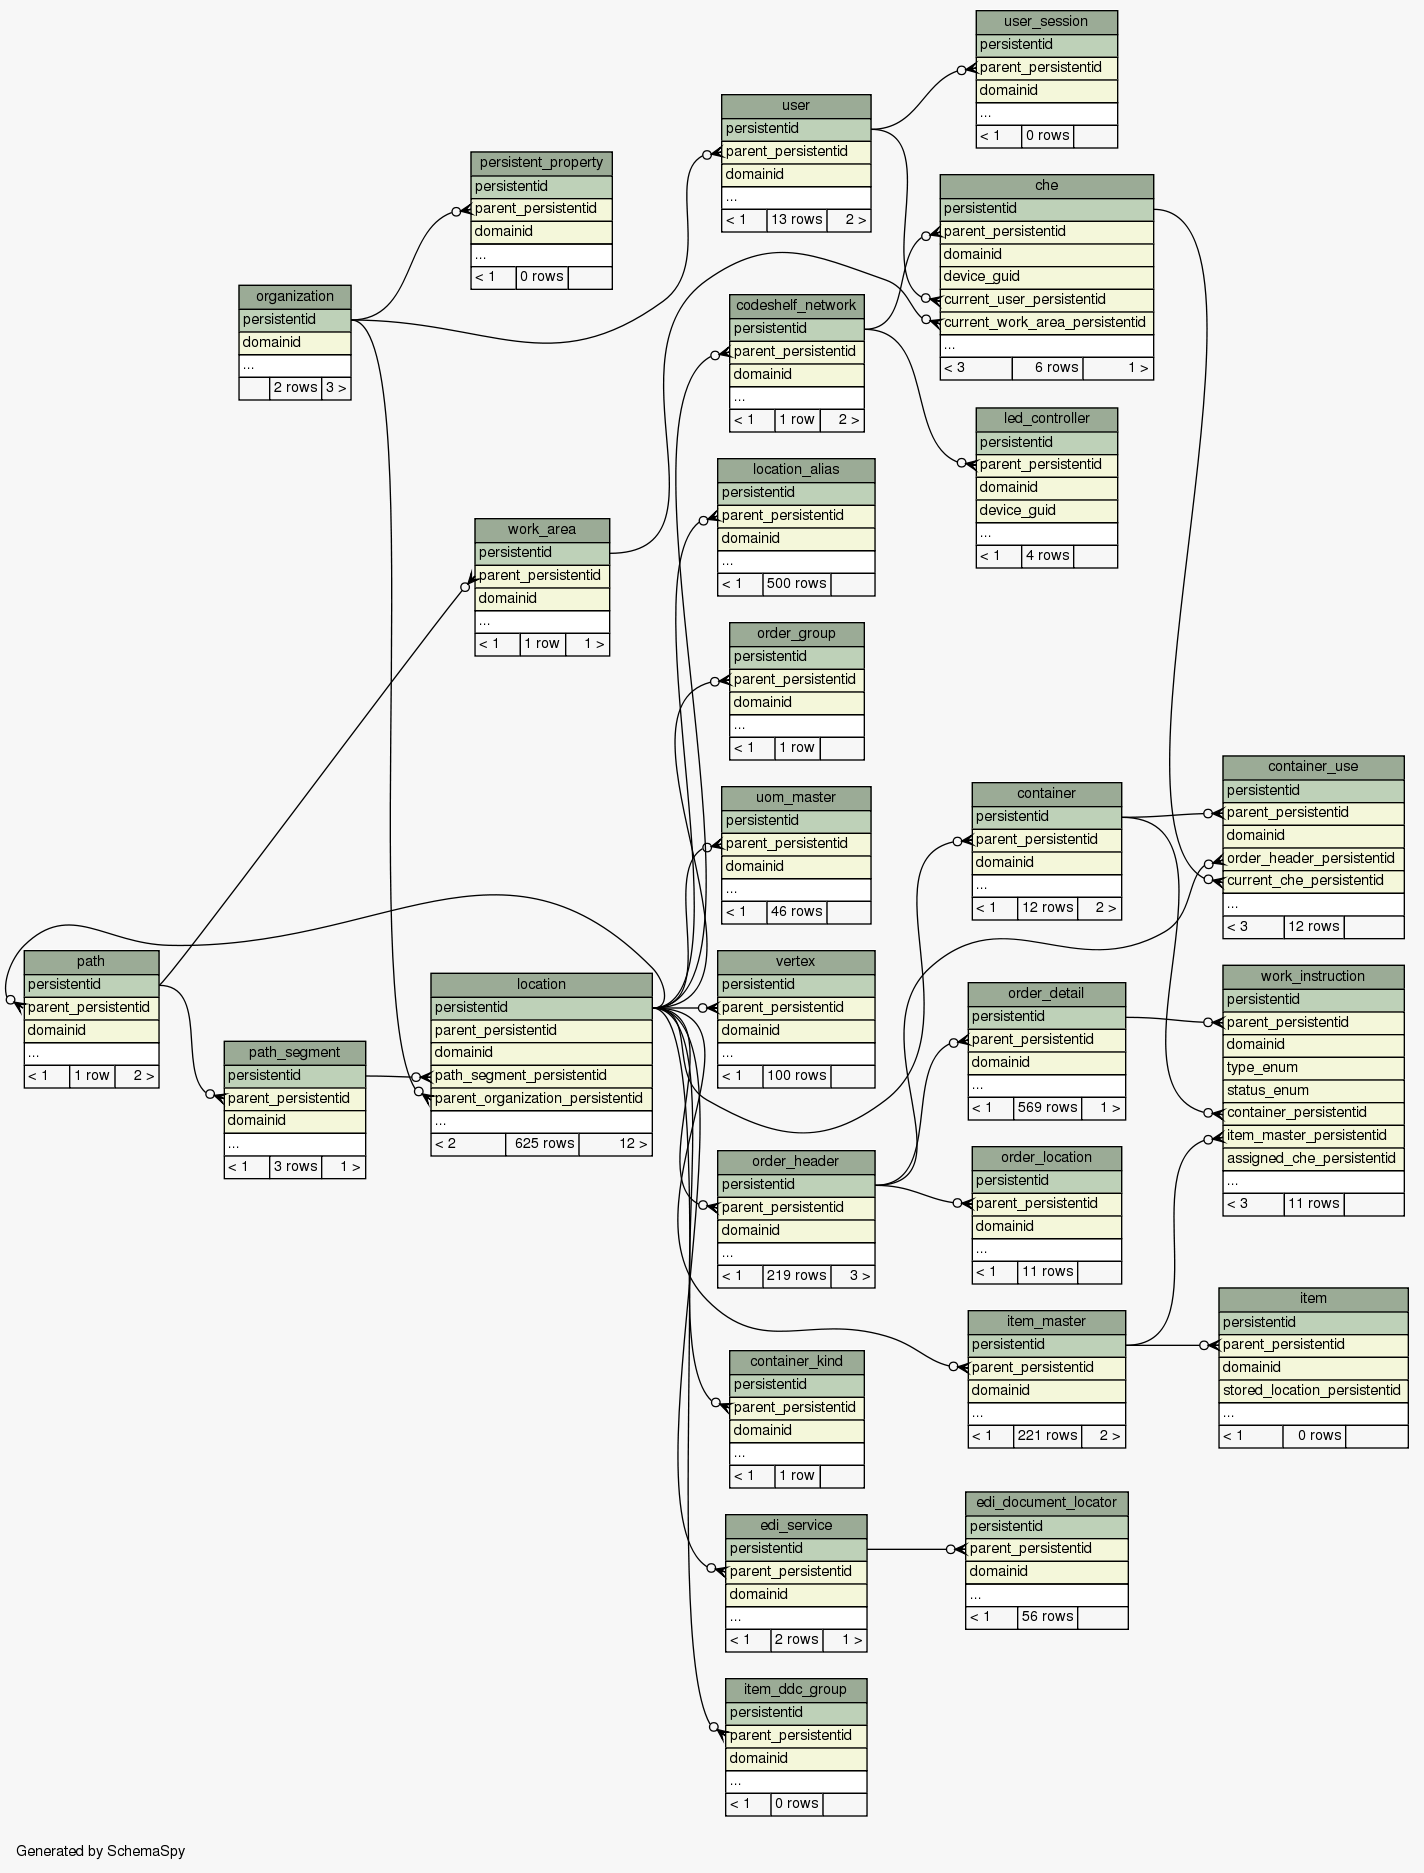 user_session
persistentid
parent_persistentid
domainid
...
< 1 0 rows
user
persistentid
parent_persistentid
domainid
...
< 1 13 rows 2 >
persistent_property
persistentid
parent_persistentid
domainid
...
< 1 0 rows
che
persistentid
parent_persistentid
domainid
device_guid
current_user_persistentid
current_work_area_persistentid
...
< 3 6 rows 1 >
organization
persistentid
domainid
...
2 rows 3 >
codeshelf_network
persistentid
parent_persistentid
domainid
...
< 1 1 row 2 >
led_controller
persistentid
parent_persistentid
domainid
device_guid
...
< 1 4 rows
location_alias
persistentid
parent_persistentid
domainid
...
< 1 500 rows
work_area
persistentid
parent_persistentid
domainid
...
< 1 1 row 1 >
order_group
persistentid
parent_persistentid
domainid
...
< 1 1 row
uom_master
persistentid
parent_persistentid
domainid
...
< 1 46 rows
container
persistentid
parent_persistentid
domainid
...
< 1 12 rows 2 >
container_use
persistentid
parent_persistentid
domainid
order_header_persistentid
current_che_persistentid
...
< 3 12 rows
path
persistentid
parent_persistentid
domainid
...
< 1 1 row 2 >
path_segment
persistentid
parent_persistentid
domainid
...
< 1 3 rows 1 >
location
persistentid
parent_persistentid
domainid
path_segment_persistentid
parent_organization_persistentid
...
< 2 625 rows 12 >
vertex
persistentid
parent_persistentid
domainid
...
< 1 100 rows
order_detail
persistentid
parent_persistentid
domainid
...
< 1 569 rows 1 >
work_instruction
persistentid
parent_persistentid
domainid
type_enum
status_enum
container_persistentid
item_master_persistentid
assigned_che_persistentid
...
< 3 11 rows
order_header
persistentid
parent_persistentid
domainid
...
< 1 219 rows 3 >
order_location
persistentid
parent_persistentid
domainid
...
< 1 11 rows
item_master
persistentid
parent_persistentid
domainid
...
< 1 221 rows 2 >
item
persistentid
parent_persistentid
domainid
stored_location_persistentid
...
< 1 0 rows
container_kind
persistentid
parent_persistentid
domainid
...
< 1 1 row
edi_service
persistentid
parent_persistentid
domainid
...
< 1 2 rows 1 >
edi_document_locator
persistentid
parent_persistentid
domainid
...
< 1 56 rows
item_ddc_group
persistentid
parent_persistentid
domainid
...
< 1 0 rows
Generated by SchemaSpy